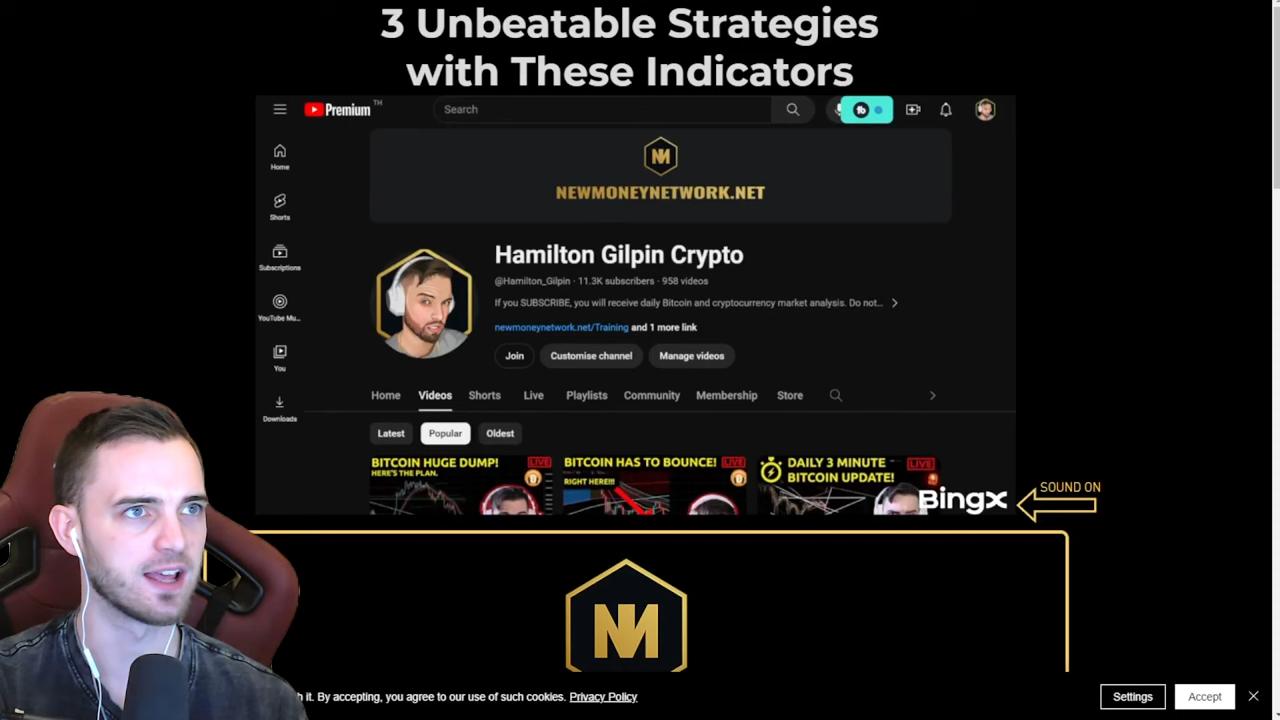 3 Unbeatable Strategies
with These Indicators
Premium TH
Search
Home
Shorts
Subscriptions
YouTube Mu...
You
Downloads
NM
NEWMONEYNETWORK.NET
Hamilton Gilpin Crypto
@Hamilton_Gilpin · 11.3K subscribers · 958 videos
If you SUBSCRIBE, you will receive daily Bitcoin and cryptocurrency market analysis. Do not...
newmoneynetwork.net/Training and 1 more link
Join Customise channel Manage videos
Home Videos Shorts Live Playlists Community Membership Store
Latest Popular Oldest
BITCOIN HUGE DUMP! LIVE
HERE'S THE PLAN.
BITCOIN HAS TO BOUNCE! LIVE
RIGHT HERE!!!
DAILY 3 MINUTE LIVE
BITCOIN UPDATE!
BingX
SOUND ON
NM
it. By accepting, you agree to our use of such cookies. Privacy Policy
Settings Accept